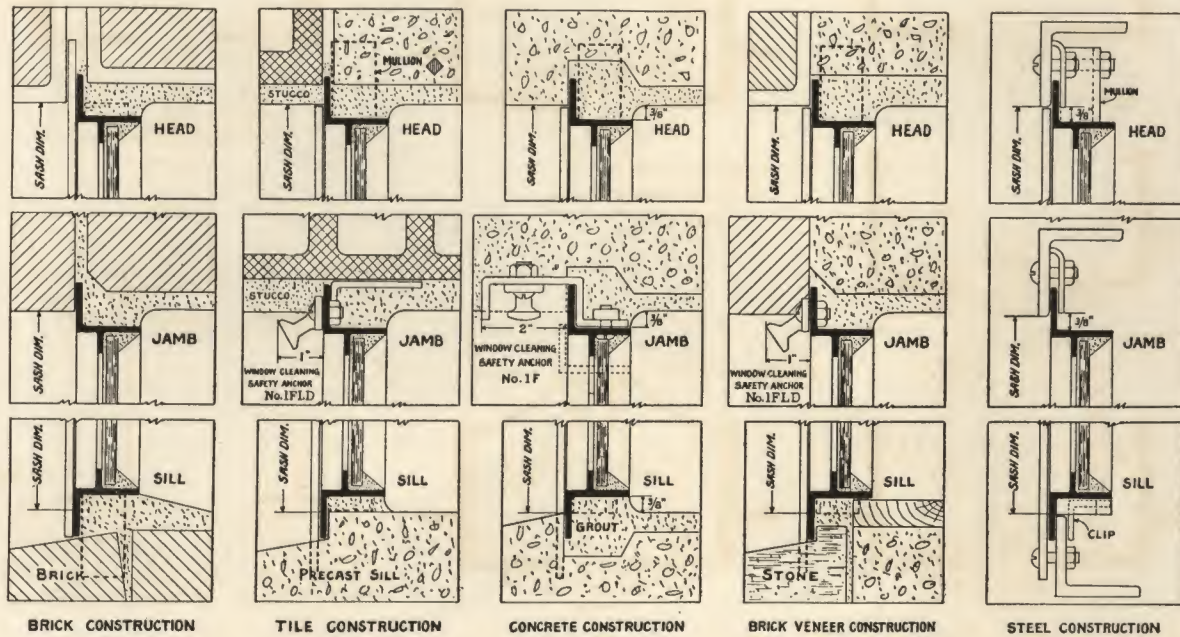 SASH DIM.
HEAD
STUCCO
MULLION
SASH DIM.
HEAD
SASH DIM.
3/8"
HEAD
SASH DIM.
HEAD
MULLION
SASH DIM.
3/8"
HEAD
SASH DIM.
JAMB
STUCCO
1"
WINDOW CLEANING
SAFETY ANCHOR
No.1FLD
JAMB
2"
WINDOW CLEANING
SAFETY ANCHOR
No.1F
3/8"
JAMB
1"
WINDOW CLEANING
SAFETY ANCHOR
No.1FLD
JAMB
SASH DIM.
3/8"
JAMB
SASH DIM.
SILL
BRICK
SASH DIM.
SILL
PRECAST SILL
SASH DIM.
SILL
3/8"
GROUT
SASH DIM.
SILL
STONE
SASH DIM.
SILL
CLIP
BRICK CONSTRUCTION
TILE CONSTRUCTION
CONCRETE CONSTRUCTION
BRICK VENEER CONSTRUCTION
STEEL CONSTRUCTION